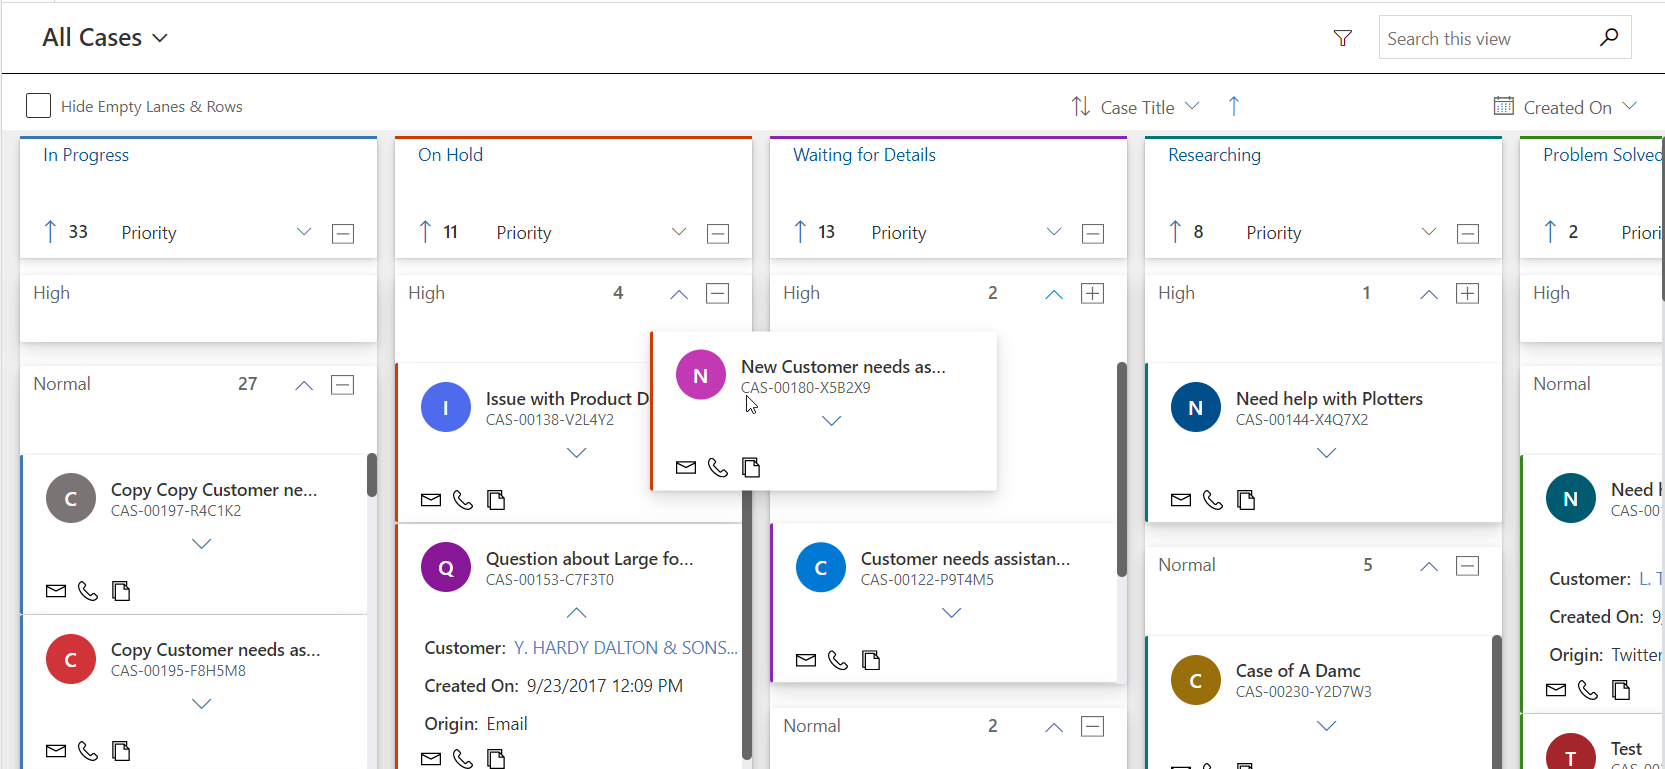 All Cases
Search this view
Hide Empty Lanes & Rows
Case Title
Created On
In Progress
33 Priority
High
Normal 27
C
Copy Copy Customer ne...
CAS-00197-R4C1K2
C
Copy Customer needs as...
CAS-00195-F8H5M8
On Hold
11 Priority
High 4
I
Issue with Product D
CAS-00138-V2L4Y2
Q
Question about Large fo...
CAS-00153-C7F3T0
Customer: Y. HARDY DALTON & SONS...
Created On: 9/23/2017 12:09 PM
Origin: Email
N
New Customer needs as...
CAS-00180-X5B2X9
Waiting for Details
13 Priority
High 2
C
Customer needs assistan...
CAS-00122-P9T4M5
Normal 2
Researching
8 Priority
High 1
N
Need help with Plotters
CAS-00144-X4Q7X2
Normal 5
C
Case of A Damc
CAS-00230-Y2D7W3
Problem Solved
2 Priori
High
Normal
N
Need
CAS-00
Customer: L. T
Created On: 9
Origin: Twitter
T
Test